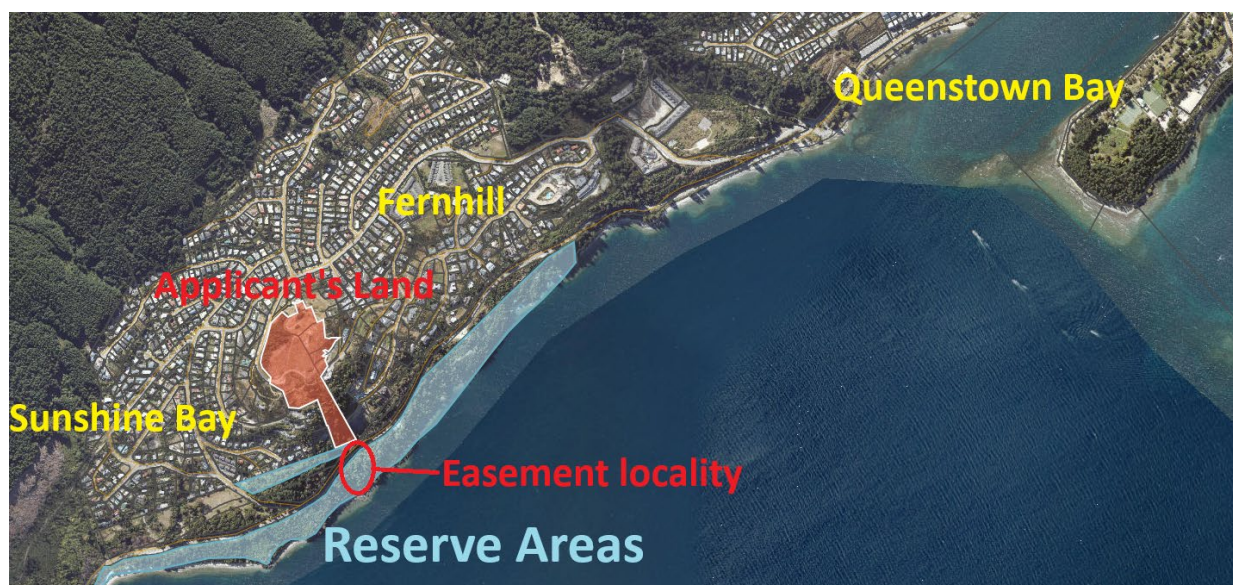 Queenstown Bay
Fernhill
Applicant's Land
Sunshine Bay
Easement locality
Reserve Areas